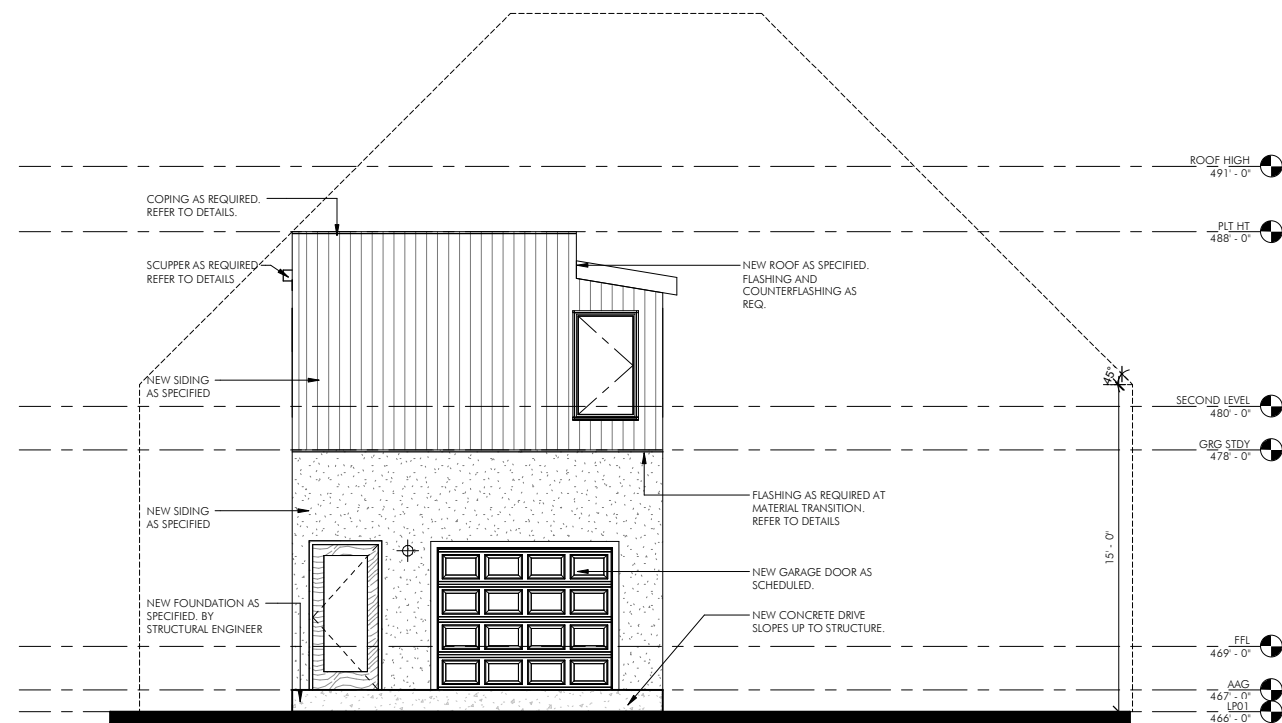 ROOF HIGH
491' - 0"
COPING AS REQUIRED.
REFER TO DETAILS.
PLT HT
488' - 0"
SCUPPER AS REQUIRED
REFER TO DETAILS
NEW ROOF AS SPECIFIED.
FLASHING AND
COUNTERFLASHING AS
REQ.
NEW SIDING
AS SPECIFIED
45°
SECOND LEVEL
480' - 0"
GRG STDY
478' - 0"
NEW SIDING
AS SPECIFIED
FLASHING AS REQUIRED AT
MATERIAL TRANSITION.
REFER TO DETAILS
15' - 0"
NEW GARAGE DOOR AS
SCHEDULED.
NEW FOUNDATION AS
SPECIFIED. BY
STRUCTURAL ENGINEER
NEW CONCRETE DRIVE
SLOPES UP TO STRUCTURE.
FFL
469' - 0"
AAG
467' - 0"
LP01
466' - 0"